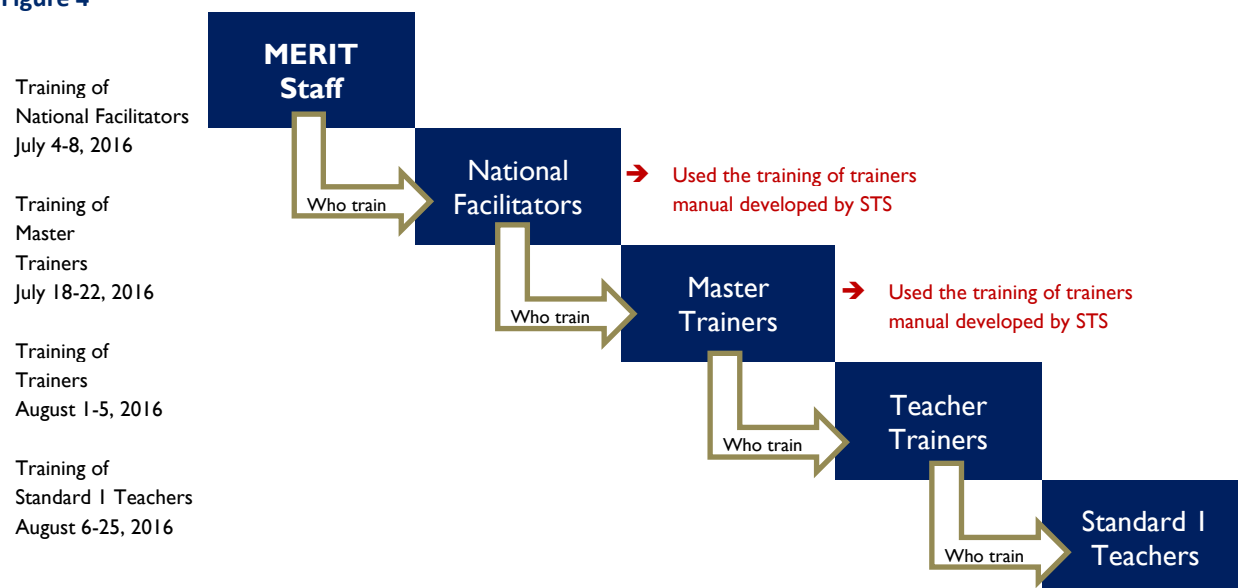 Figure 4
MERIT
Staff
Training of
National Facilitators
July 4-8, 2016
Who train
National
Facilitators
➔ Used the training of trainers
manual developed by STS
Training of
Master
Trainers
July 18-22, 2016
Who train
Master
Trainers
➔ Used the training of trainers
manual developed by STS
Training of
Trainers
August 1-5, 2016
Who train
Teacher
Trainers
Training of
Standard 1 Teachers
August 6-25, 2016
Who train
Standard 1
Teachers